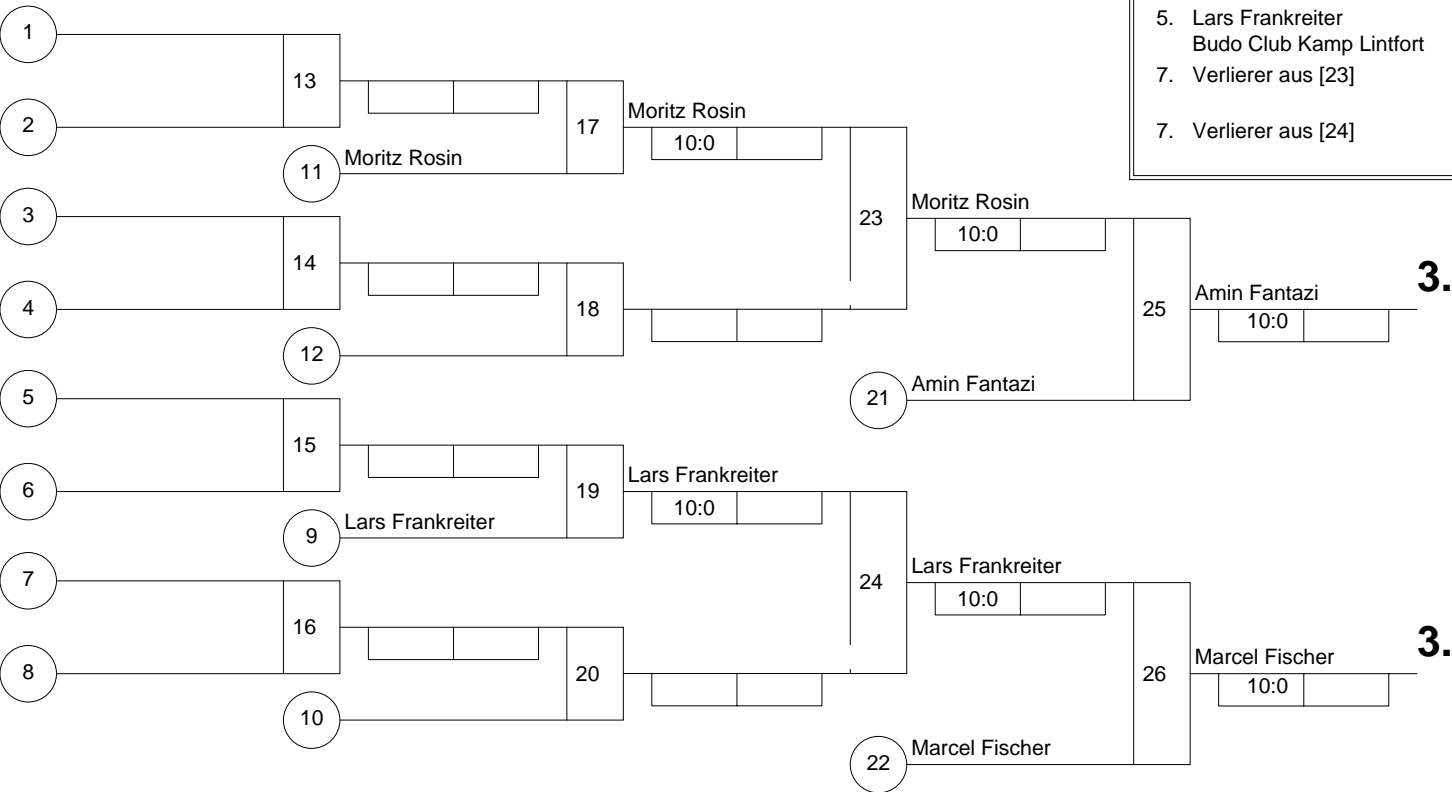 5. Lars Frankreiter
Budo Club Kamp Lintfort
7. Verlierer aus [23]
7. Verlierer aus [24]
1
13
2
17
Moritz Rosin
10:0
11
Moritz Rosin
3
23
Moritz Rosin
10:0
14
4
18
12
25
Amin Fantazi
10:0
3.
5
21
Amin Fantazi
15
6
19
Lars Frankreiter
10:0
9
Lars Frankreiter
7
24
Lars Frankreiter
10:0
16
8
20
10
26
Marcel Fischer
10:0
3.
22
Marcel Fischer